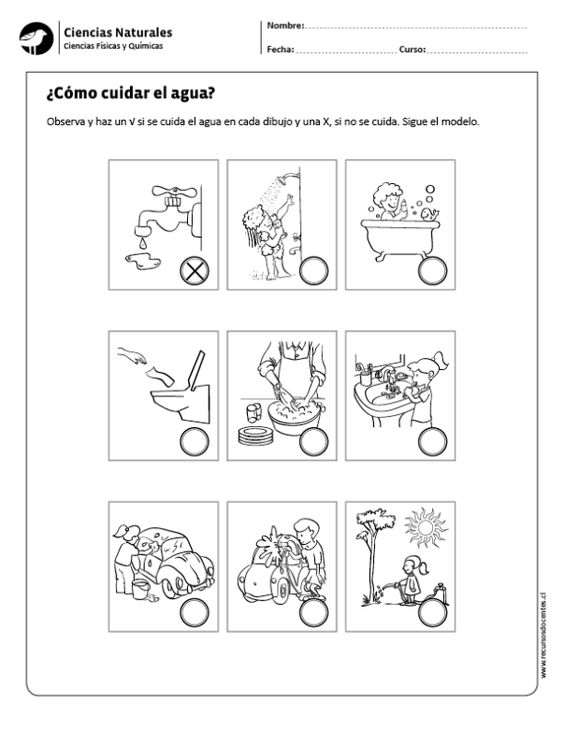 Ciencias Naturales
Ciencias Físicas y Químicas
Nombre:
Fecha:
Curso:
¿Cómo cuidar el agua?
Observa y haz un √ si se cuida el agua en cada dibujo y una X, si no se cuida. Sigue el modelo.
www.recursosdocentes.cl